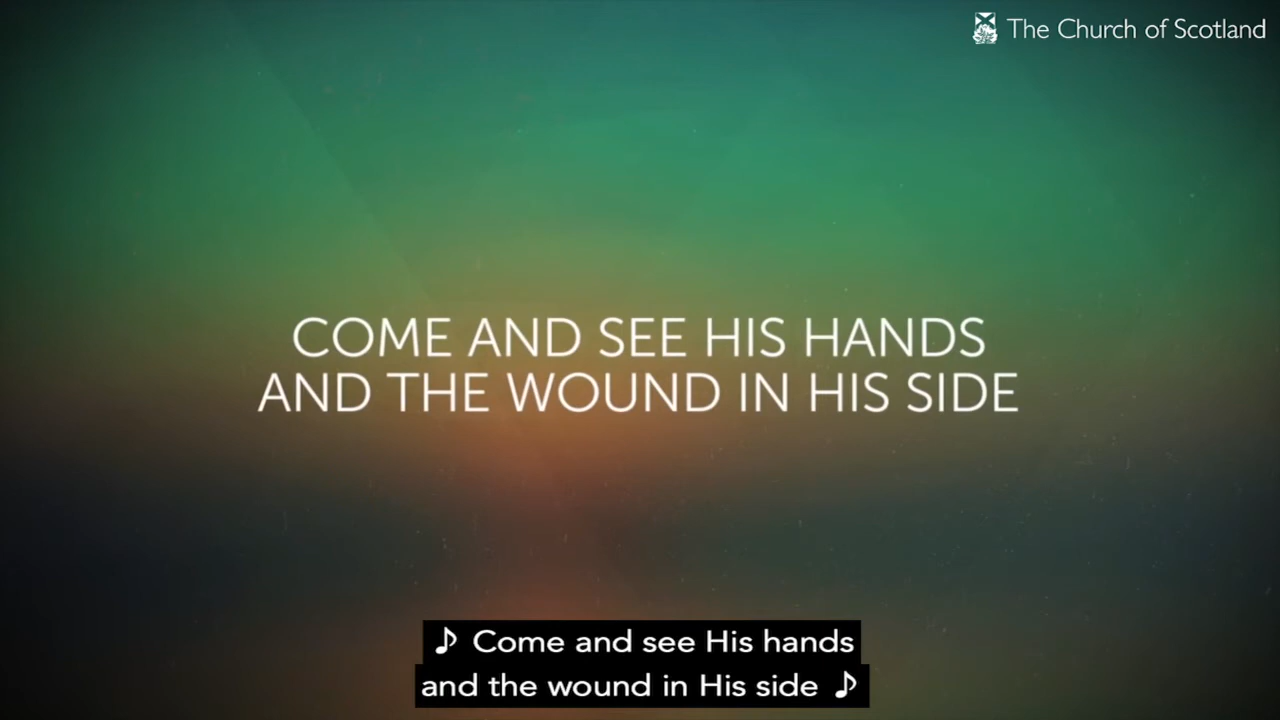 The Church of Scotland
COME AND SEE HIS HANDS
AND THE WOUND IN HIS SIDE
♪ Come and see His hands
and the wound in His side ♪